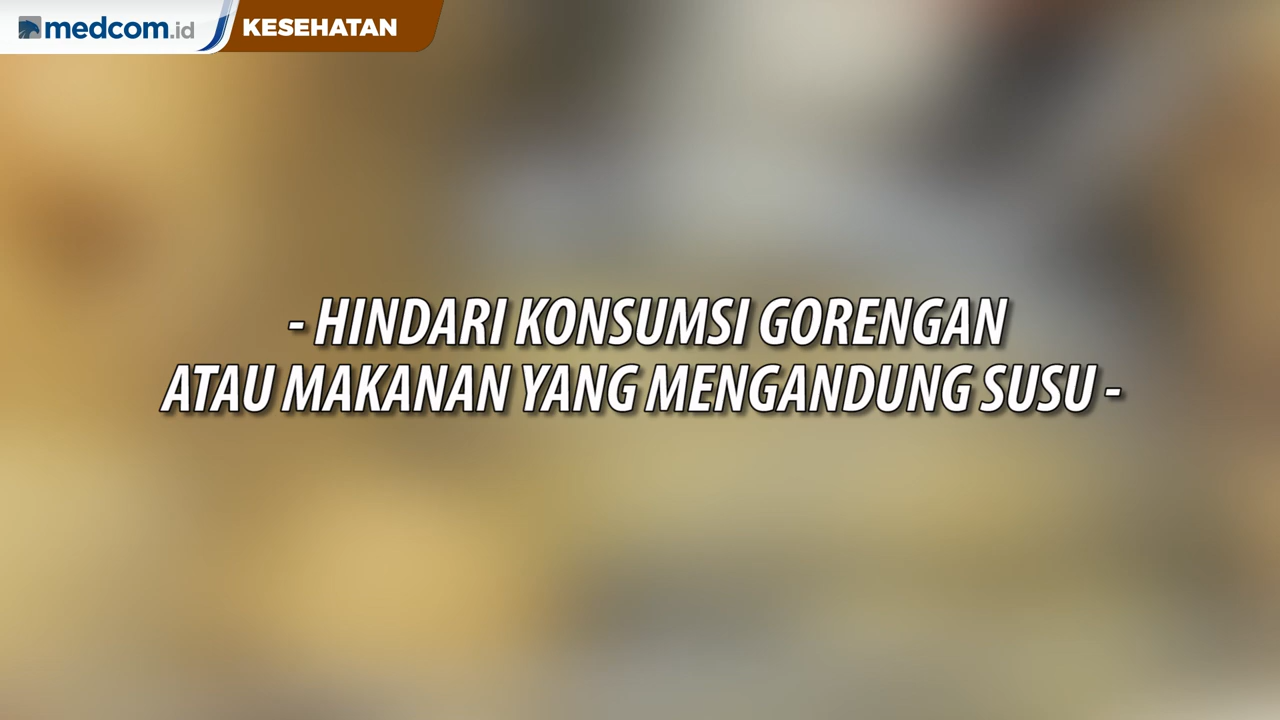 medcom.id KESEHATAN
- HINDARI KONSUMSI GORENGAN
ATAU MAKANAN YANG MENGANDUNG SUSU -